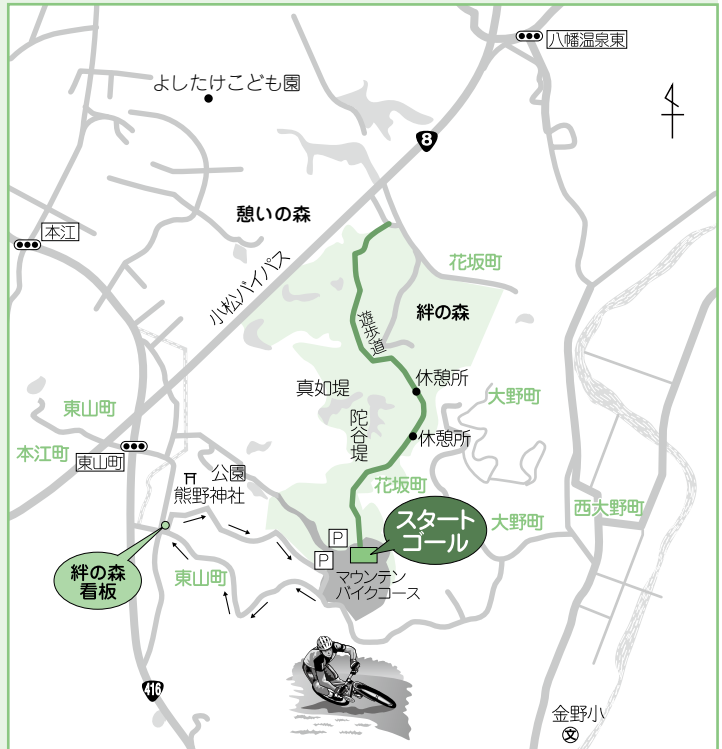 八幡温泉東
よしたけこども園
8
憩いの森
本江
小松バイパス
花坂町
絆の森
遊歩道
休憩所
真如堤
大野町
東山町
陀谷堤
休憩所
本江町
東山町
公園
熊野神社
花坂町
スタート
ゴール
大野町
西大野町
P
P
絆の森
看板
東山町
マウンテン
バイクコース
416
金野小
文